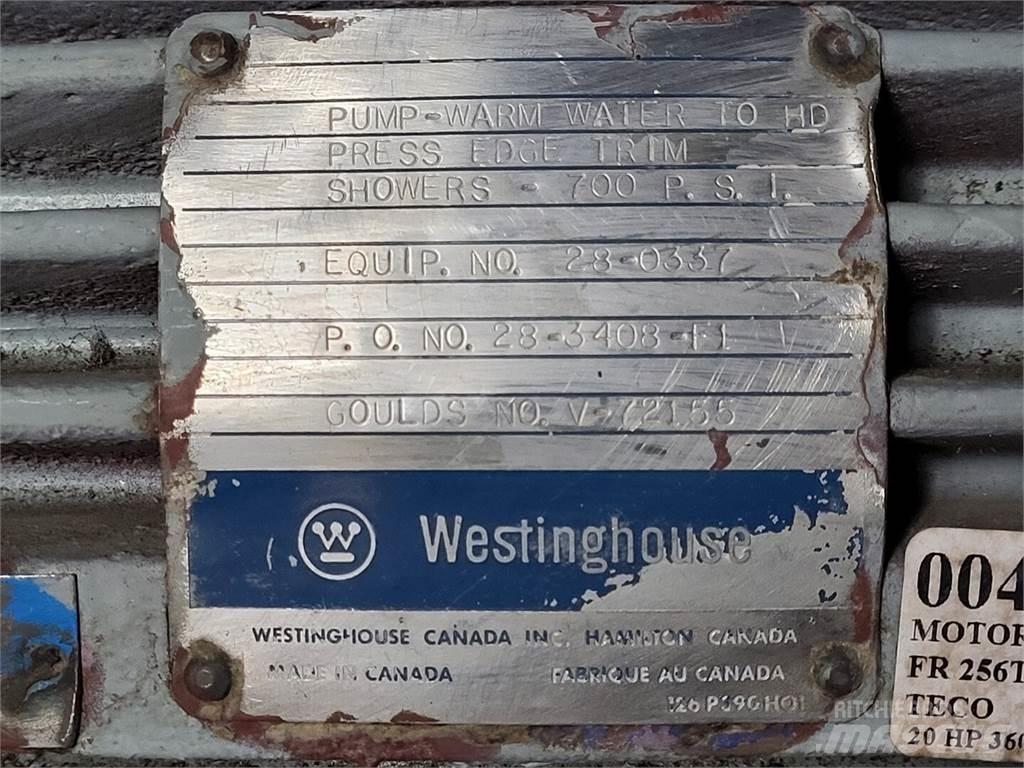 PUMP-WARM WATER TO HD
PRESS EDGE TRIM
SHOWERS - 700 P.S.I.
EQUIP. NO. 28-0337
P.O. NO. 28-3408-F1
GOULDS NO. V-72155
W Westinghouse
WESTINGHOUSE CANADA INC. HAMILTON CANADA
MADE IN CANADA FABRIQUE AU CANADA
004
MOTOR
FR 256T
TECO
20 HP 360
RITCHIE